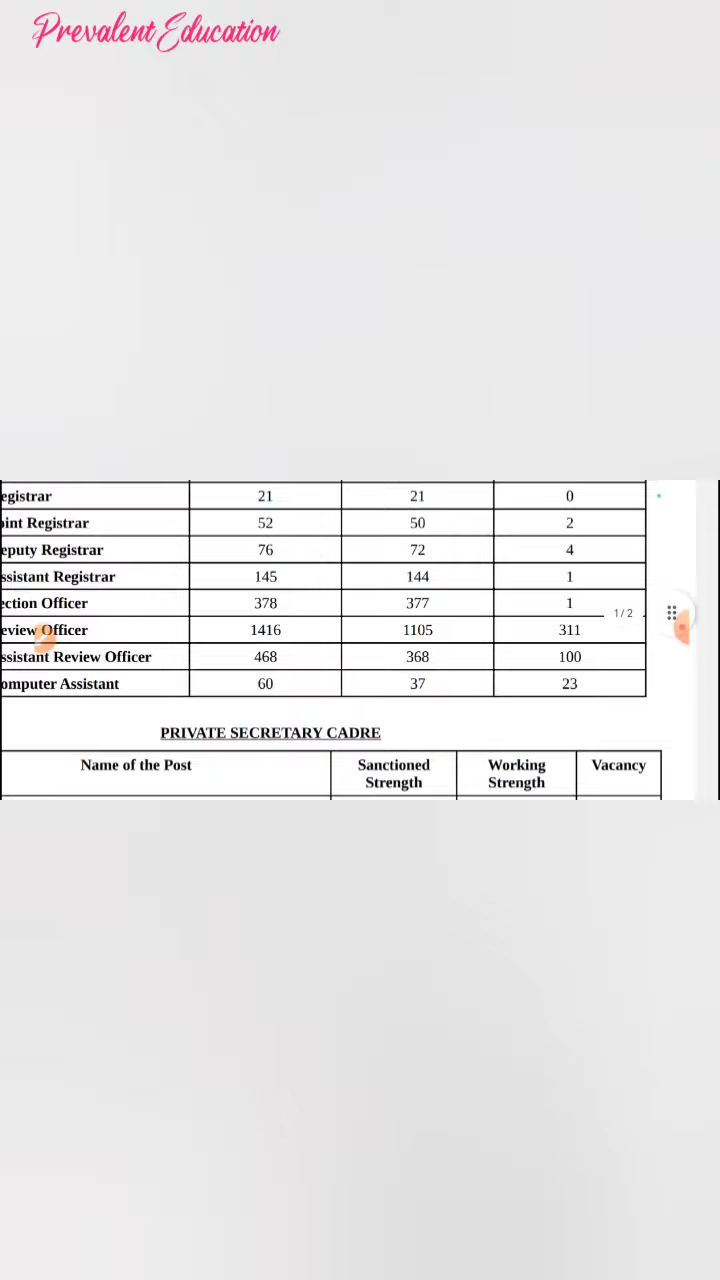 Prevalent Education
egistrar 21 21 0
oint Registrar 52 50 2
eputy Registrar 76 72 4
ssistant Registrar 145 144 1
ection Officer 378 377 1
1/2
eview Officer 1416 1105 311
ssistant Review Officer 468 368 100
omputer Assistant 60 37 23
PRIVATE SECRETARY CADRE
Name of the Post Sanctioned Strength Working Strength Vacancy